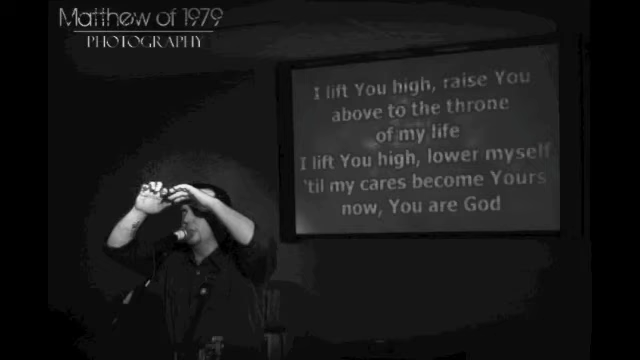 Matthew of 1979
PHOTOGRAPHY
I lift You high, raise You
above to the throne
of my life
I lift You high, lower myself
'til my cares become Yours
now, You are God